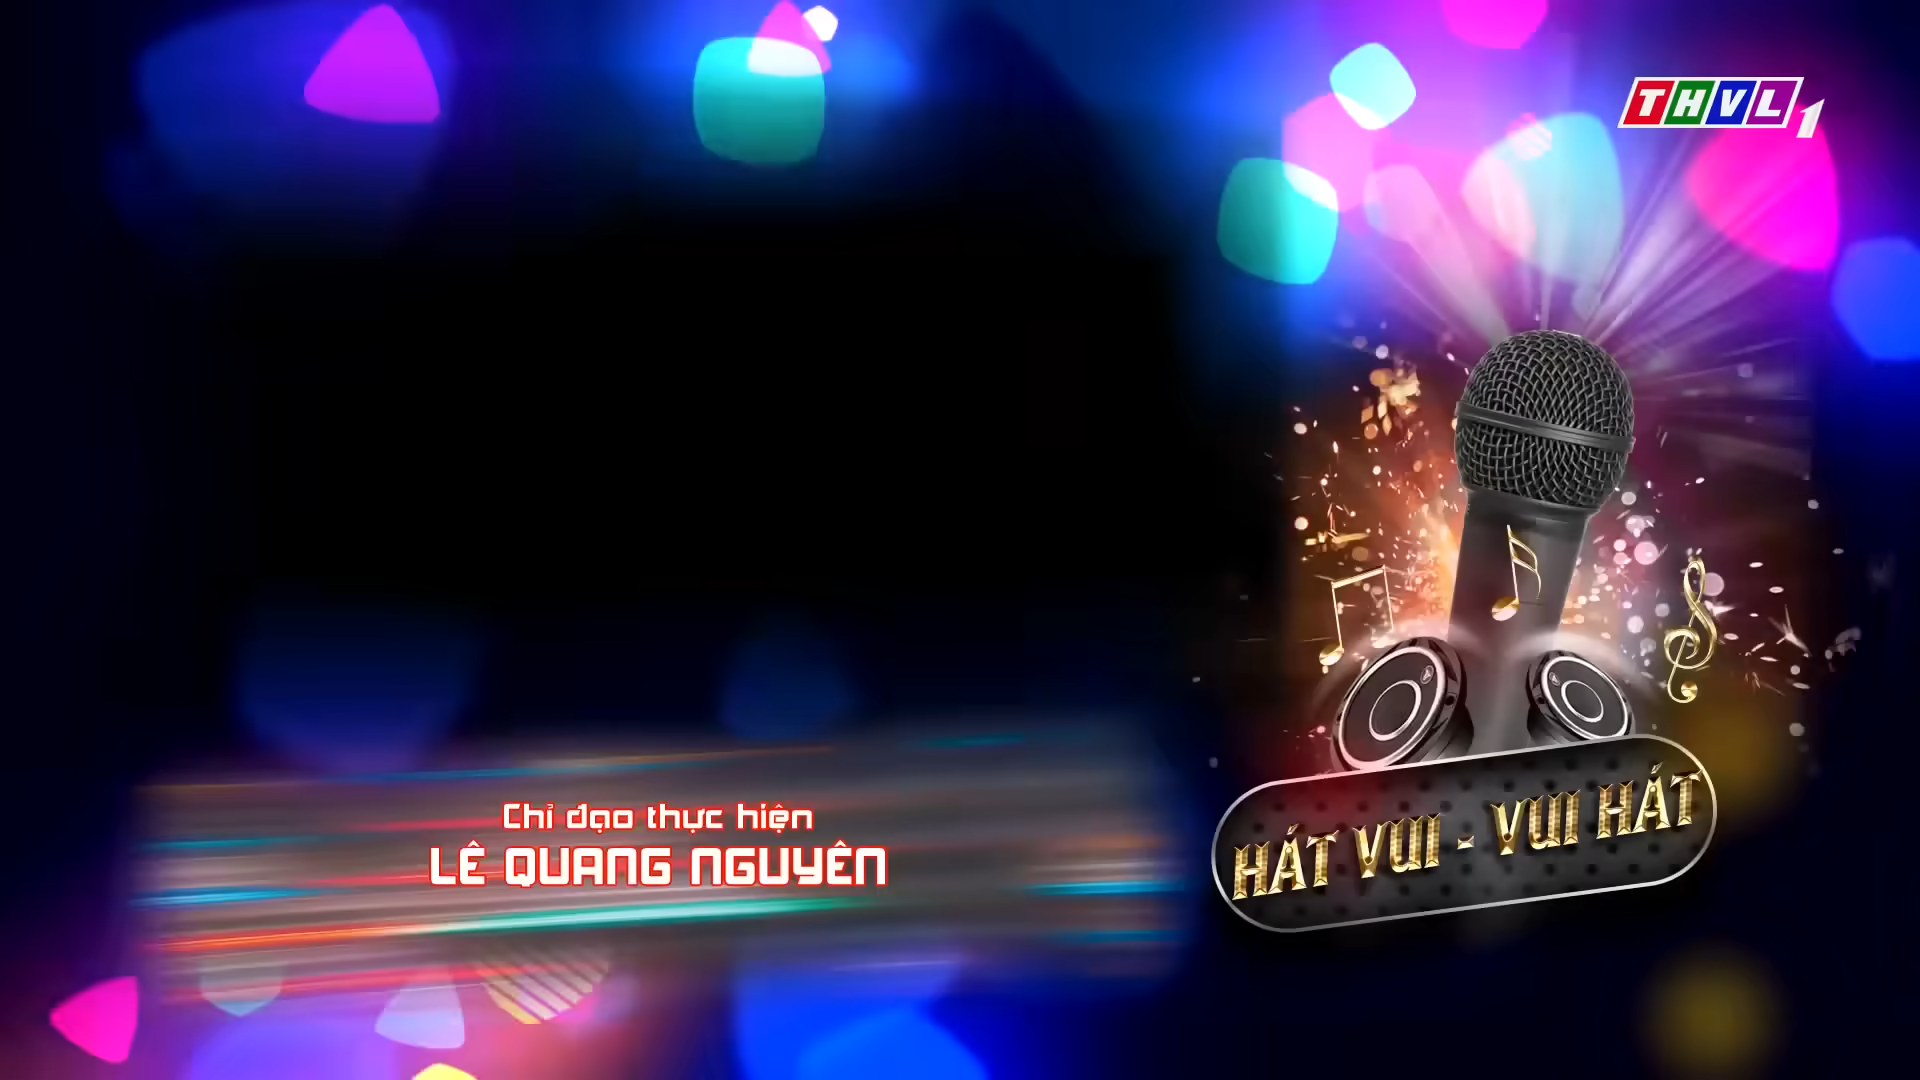 THVL1
Chỉ đạo thực hiện
LÊ QUANG NGUYÊN
HÁT VUI - VUI HÁT